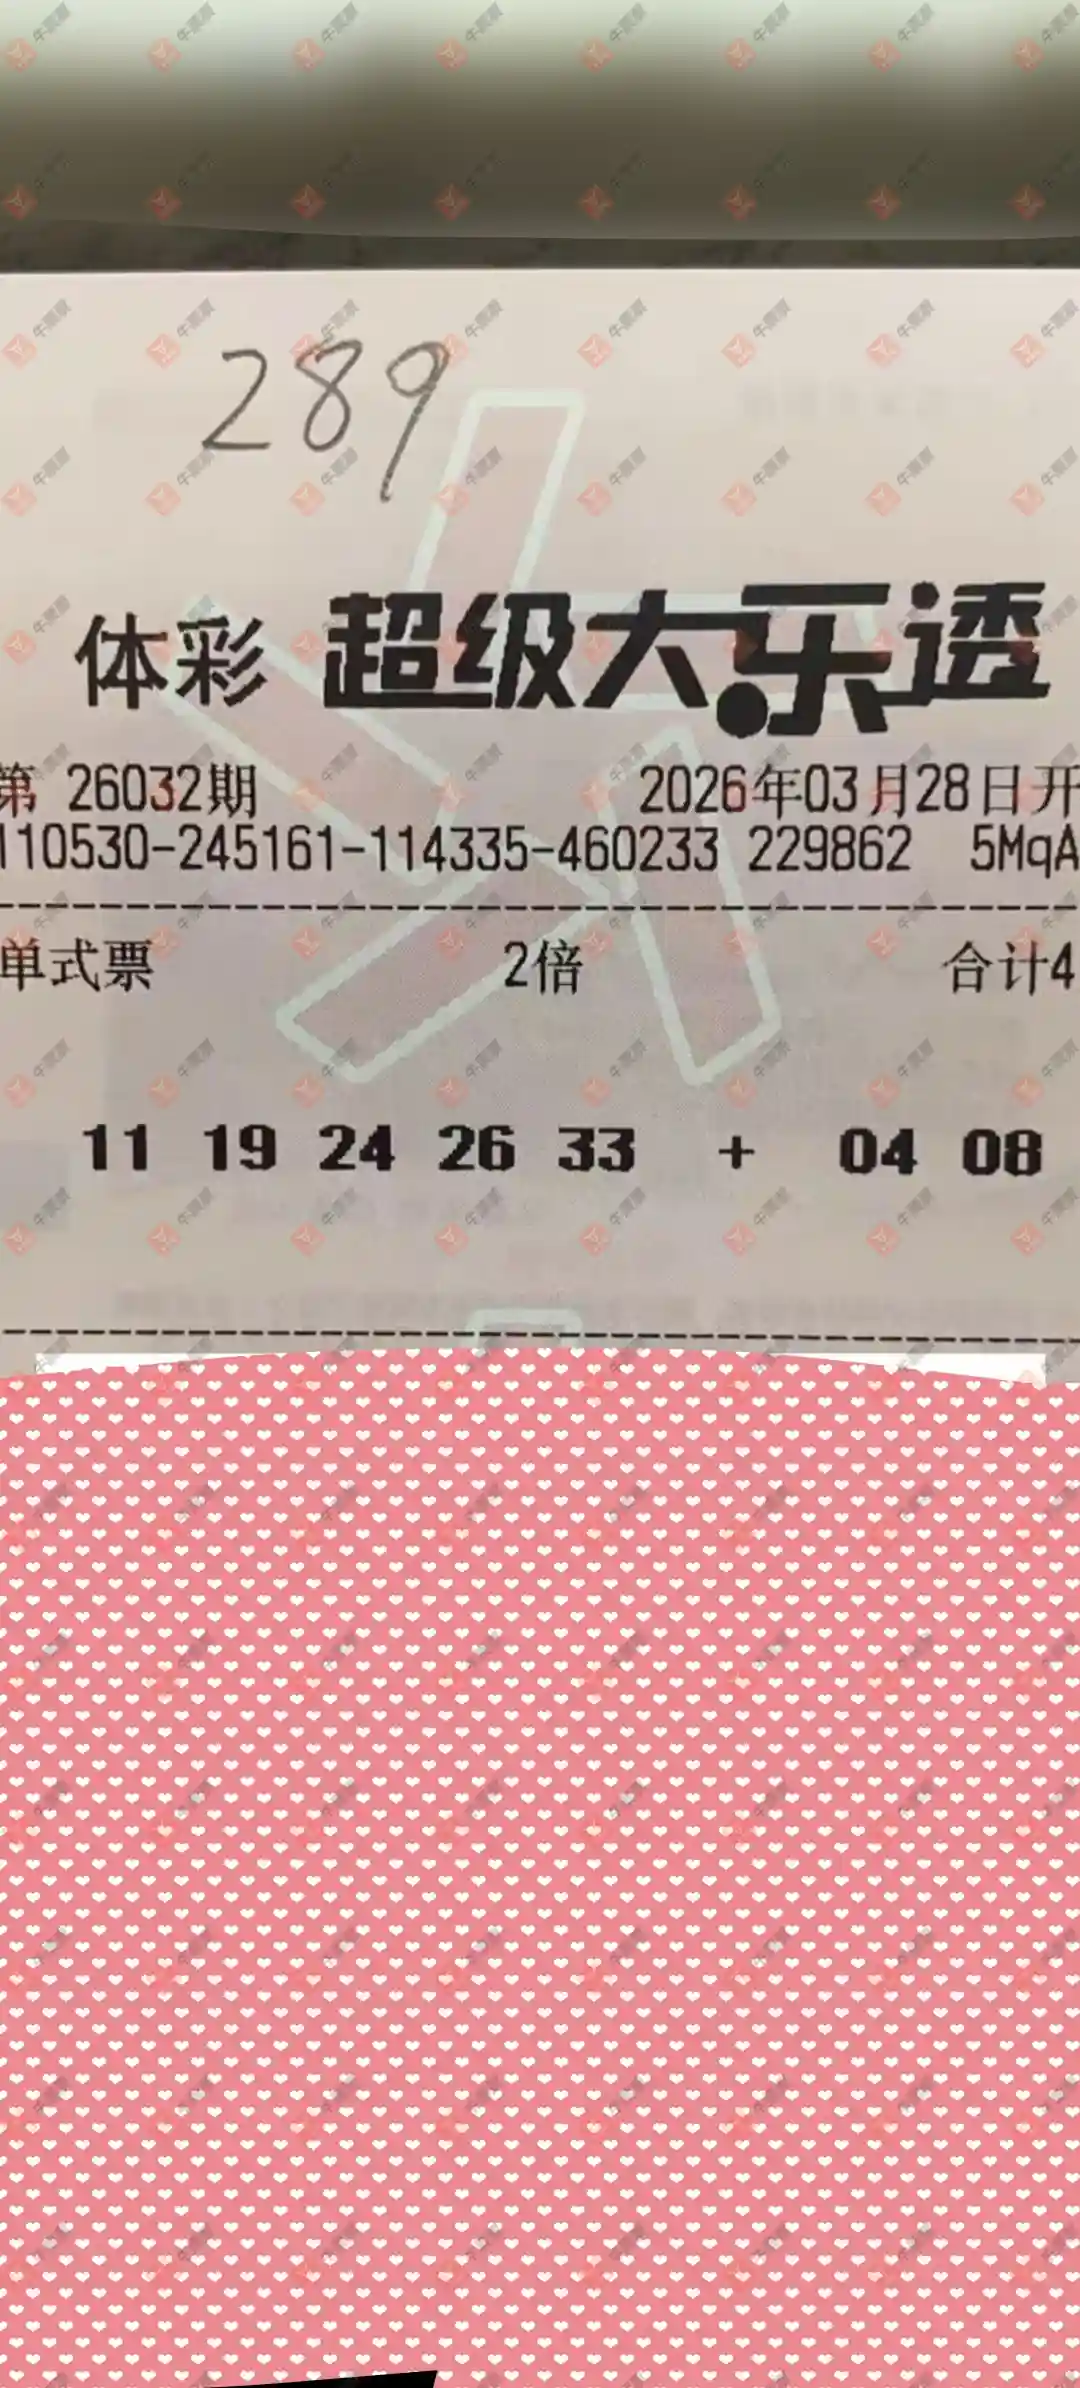 289
体彩 超级大乐透
第 26032期 2026年03月28日开
110530-245161-114335-460233 229862 5MqA
单式票 2倍 合计4
11 19 24 26 33 + 04 08